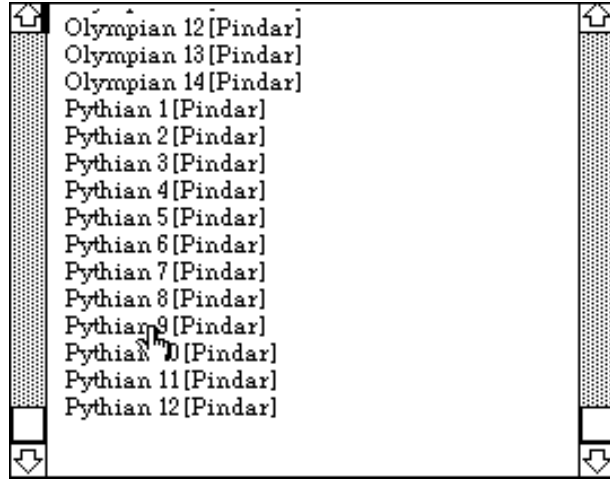 Olympian 12 [Pindar]
Olympian 13 [Pindar]
Olympian 14 [Pindar]
Pythian 1 [Pindar]
Pythian 2 [Pindar]
Pythian 3 [Pindar]
Pythian 4 [Pindar]
Pythian 5 [Pindar]
Pythian 6 [Pindar]
Pythian 7 [Pindar]
Pythian 8 [Pindar]
Pythian 9 [Pindar]
Pythian 10 [Pindar]
Pythian 11 [Pindar]
Pythian 12 [Pindar]